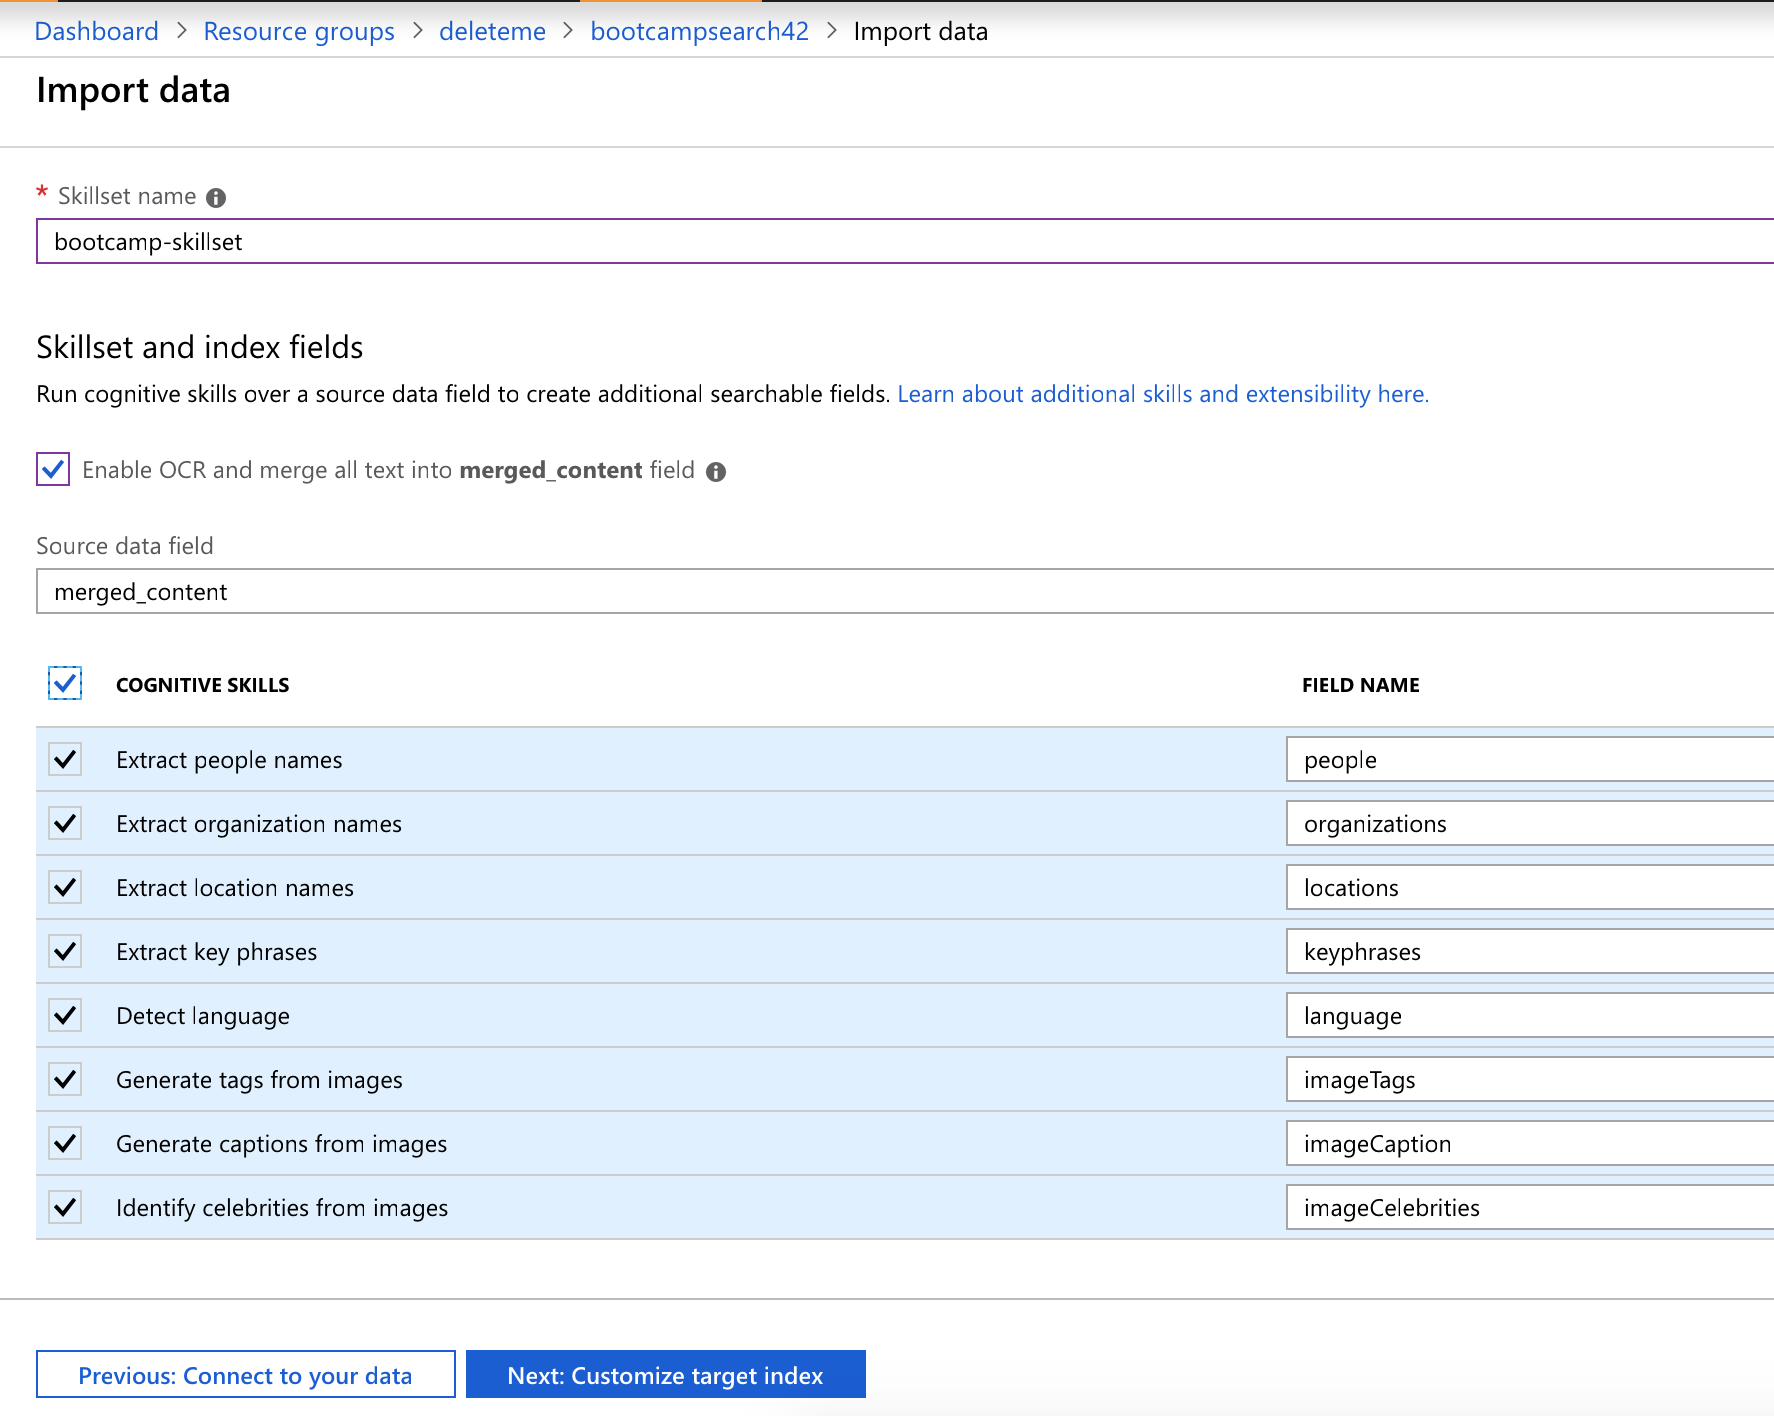 Dashboard > Resource groups > deleteme > bootcampsearch42 > Import data
Import data
* Skillset name
bootcamp-skillset
Skillset and index fields
Run cognitive skills over a source data field to create additional searchable fields. Learn about additional skills and extensibility here.
Enable OCR and merge all text into merged_content field
Source data field
merged_content
COGNITIVE SKILLS FIELD NAME
Extract people names people
Extract organization names organizations
Extract location names locations
Extract key phrases keyphrases
Detect language language
Generate tags from images imageTags
Generate captions from images imageCaption
Identify celebrities from images imageCelebrities
Previous: Connect to your data Next: Customize target index